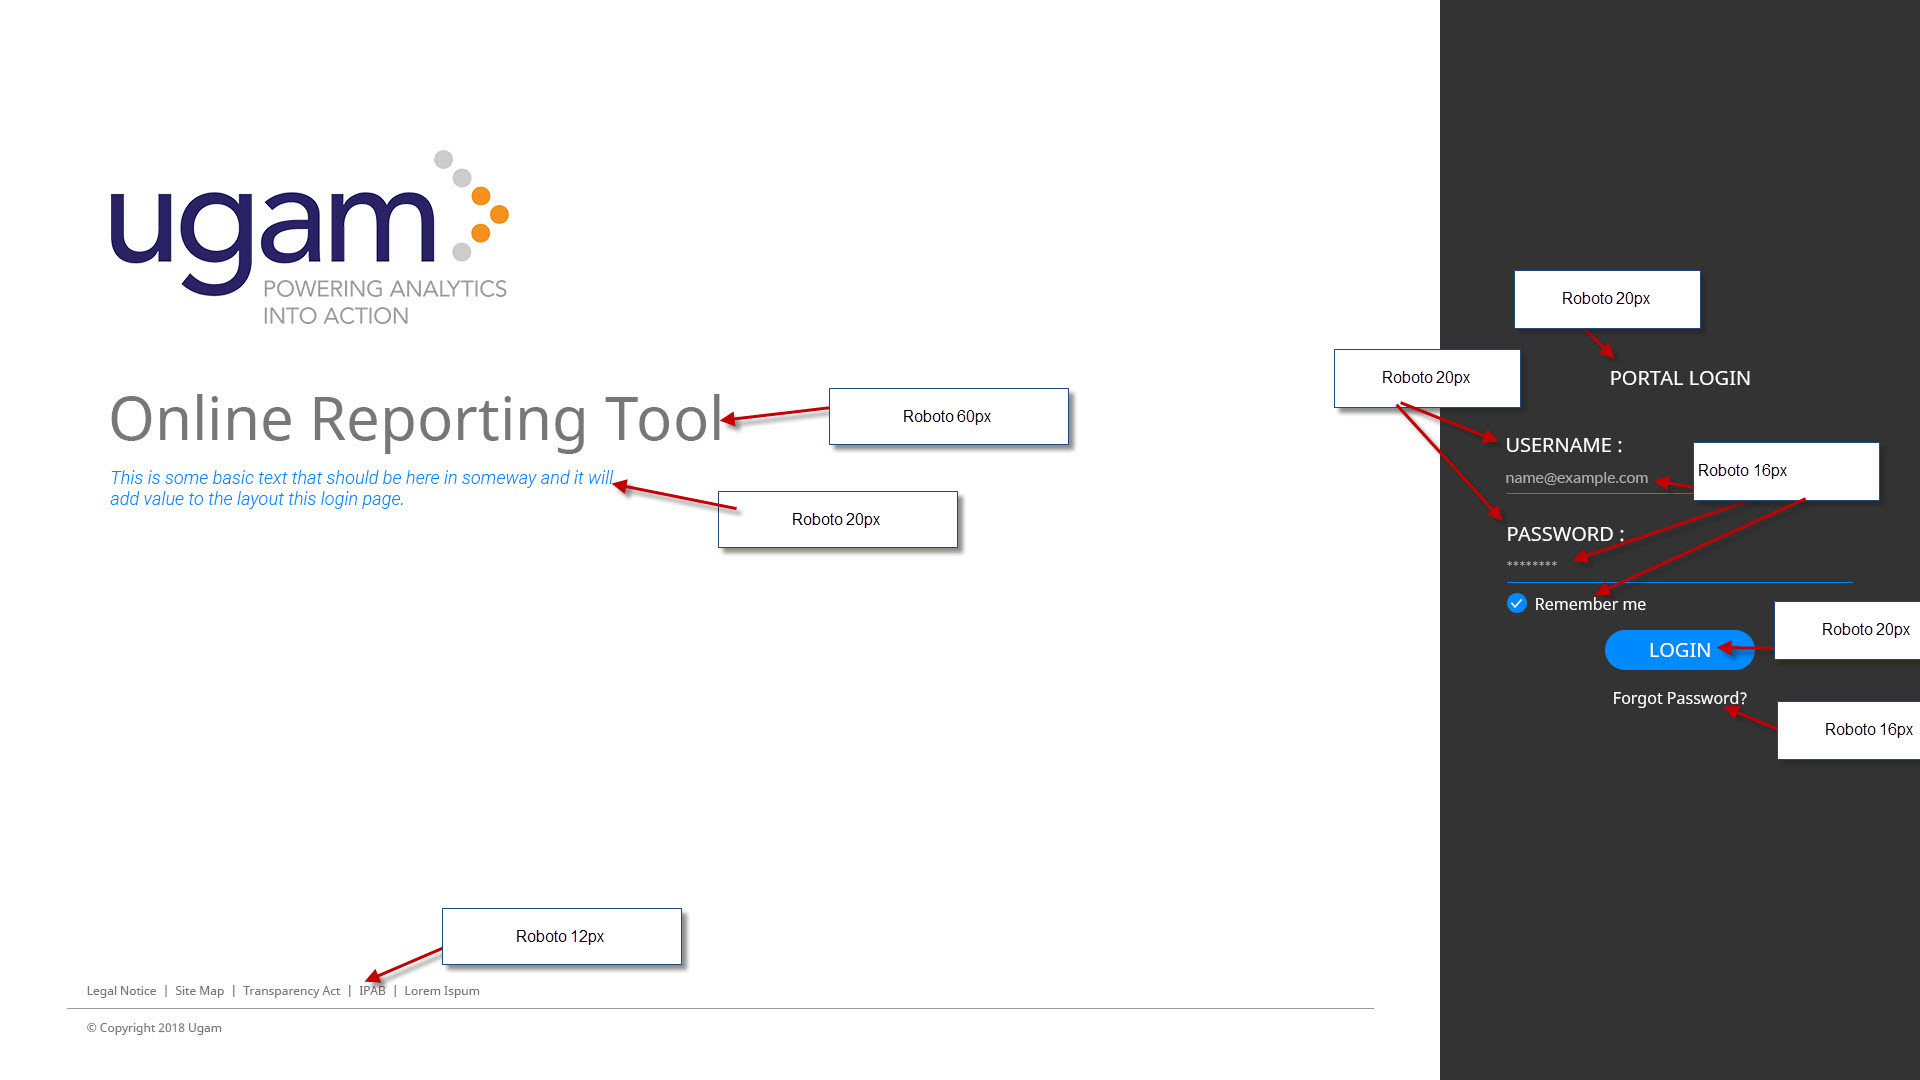 ugam
POWERING ANALYTICS
INTO ACTION
Online Reporting Tool
Roboto 60px
This is some basic text that should be here in someway and it will
add value to the layout this login page.
Roboto 20px
Roboto 12px
Legal Notice | Site Map | Transparency Act | IPAB | Lorem Ispum
© Copyright 2018 Ugam
Roboto 20px
PORTAL LOGIN
Roboto 20px
USERNAME :
name@example.com
Roboto 16px
PASSWORD :
********
Remember me
LOGIN
Roboto 20px
Forgot Password?
Roboto 16px